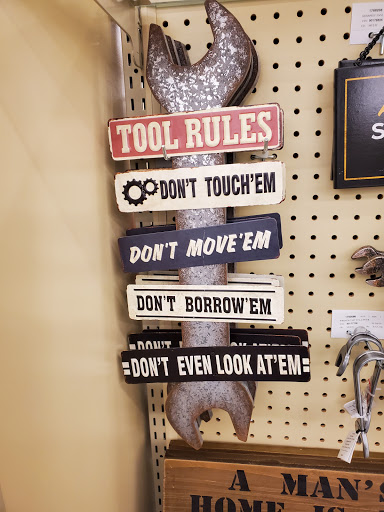 TOOL RULES
DON'T TOUCH'EM
DON'T MOVE'EM
DON'T BORROW'EM
DON'T EVEN LOOK AT'EM
A MAN'S
HOME IS